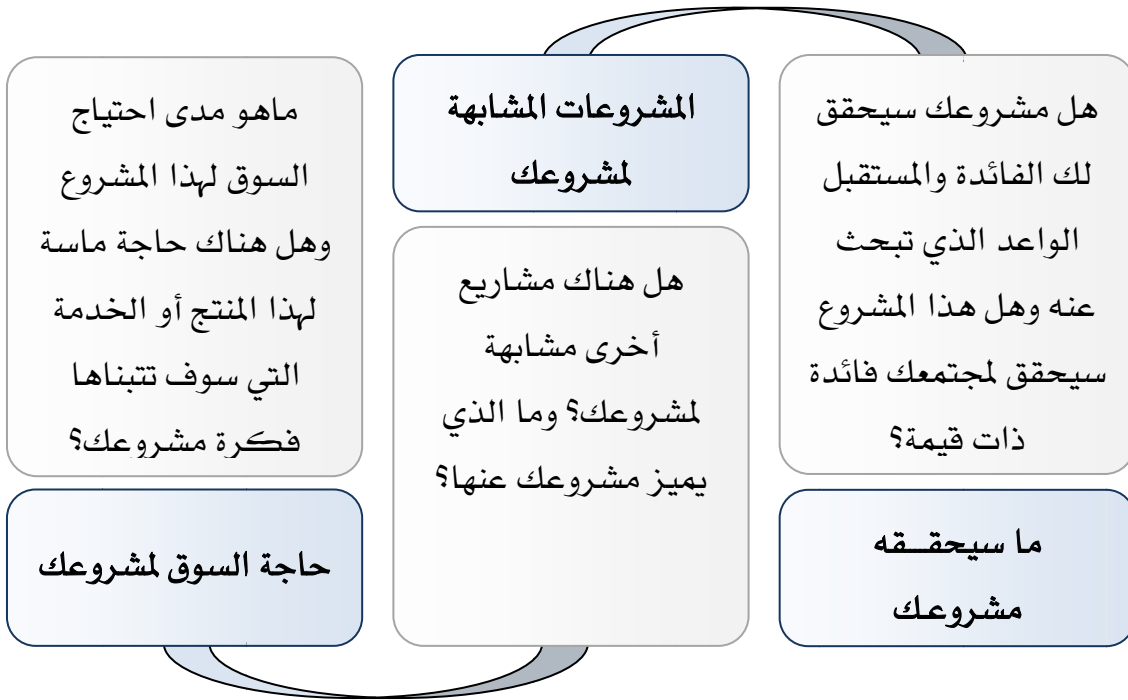 هل مشروعك سيحقق
لك الفائدة والمستقبل
الواعد الذي تبحث
عنه وهل هذا المشروع
سيحقق لمجتمعك فائدة
ذات قيمة؟
ما سيحقــقه
مشروعـك
المشروعات المشابهة
لمشروعك
هل هناك مشاريع
أخرى مشابهة
لمشروعك؟ وما الذي
يميز مشروعك عنها؟
ماهو مدى احتياج
السوق لهذا المشروع
وهل هناك حاجة ماسة
لهذا المنتج أو الخدمة
التي سوف تتبناها
فكرة مشروعك؟
حاجة السوق لمشروعك